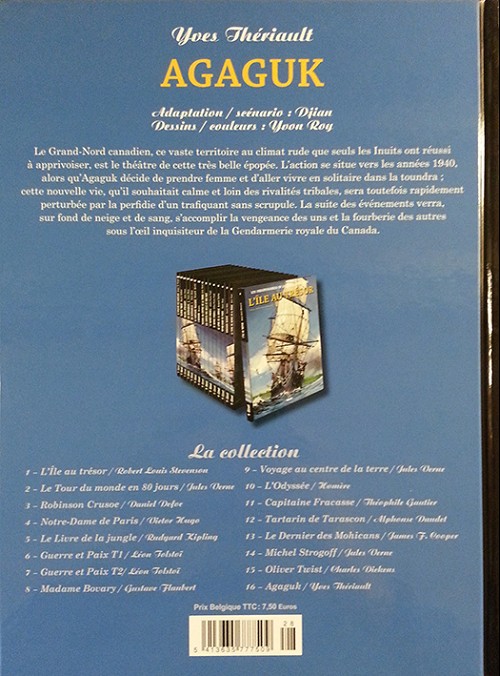 Yves Thériault
AGAGUK
Adaptation / scénario : Djian
Dessins / couleurs : Yvon Roy
Le Grand-Nord canadien, ce vaste territoire au climat rude que seuls les Inuits ont réussi
à apprivoiser, est le théâtre de cette très belle épopée. L'action se situe vers les années 1940,
alors qu'Agaguk décide de prendre femme et d'aller vivre en solitaire dans la toundra ;
cette nouvelle vie, qu'il souhaitait calme et loin des rivalités tribales, sera toutefois rapidement
perturbée par la perfidie d'un trafiquant sans scrupule. La suite des événements verra,
sur fond de neige et de sang, s'accomplir la vengeance des uns et la fourberie des autres
sous l'œil inquisiteur de la Gendarmerie royale du Canada.
L'ÎLE AU TRÉSOR
La collection
1 – L'Île au trésor / Robert Louis Stevenson
2 – Le Tour du monde en 80 jours / Jules Verne
3 – Robinson Crusoe / Daniel Defoe
4 – Notre-Dame de Paris / Victor Hugo
5 – Le Livre de la jungle / Rudyard Kipling
6 – Guerre et Paix T1 / Léon Tolstoï
7 – Guerre et Paix T2/ Léon Tolstoï
8 – Madame Bovary / Gustave Flaubert
9 – Voyage au centre de la terre / Jules Verne
10 – L'Odyssée / Homère
11 – Capitaine Fracasse / Théophile Gautier
12 – Tartarin de Tarascon / Alphonse Daudet
13 – Le Dernier des Mohicans / James F. Cooper
14 – Michel Strogoff / Jules Verne
15 – Oliver Twist / Charles Dickens
16 – Agaguk / Yves Thériault
Prix Belgique TTC : 7,50 Euros
28
5 413635 777509